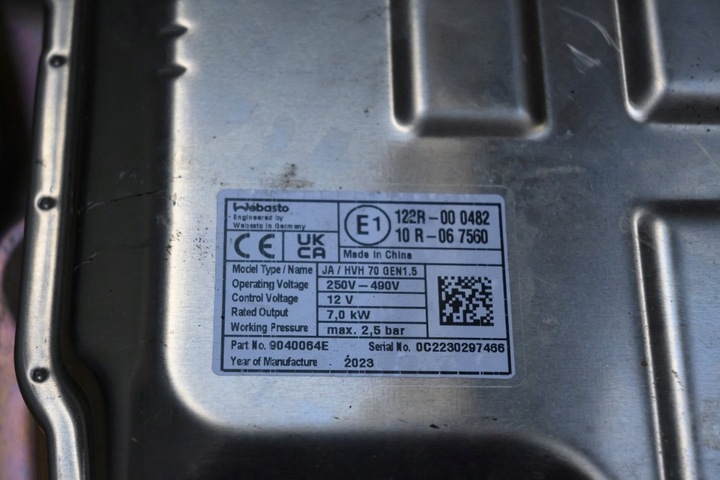 Webasto
Engineered by
Webasto in Germany
E1
122R-00 0482
10 R-06 7560
CE
UK
CA
Made in China
Model Type / Name JA / HVH 70 GEN1.5
Operating Voltage 250V-490V
Control Voltage 12 V
Rated Output 7,0 kW
Working Pressure max. 2,5 bar
Part No. 9040064E Serial No. 0C2230297466
Year of Manufacture 2023